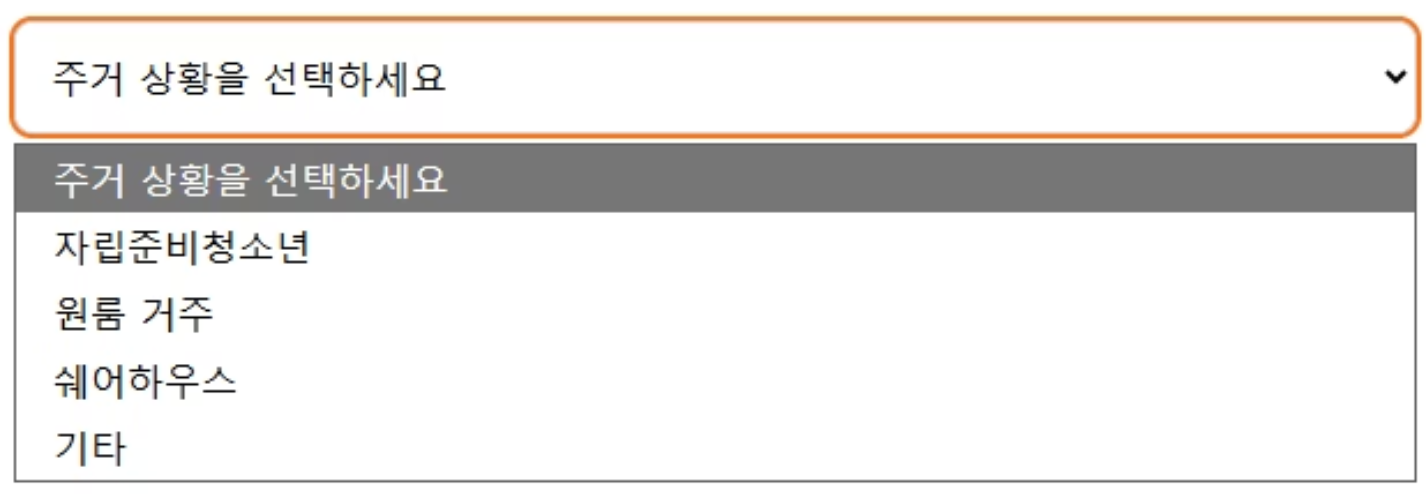 주거 상황을 선택하세요
주거 상황을 선택하세요
자립준비청소년
원룸 거주
쉐어하우스
기타